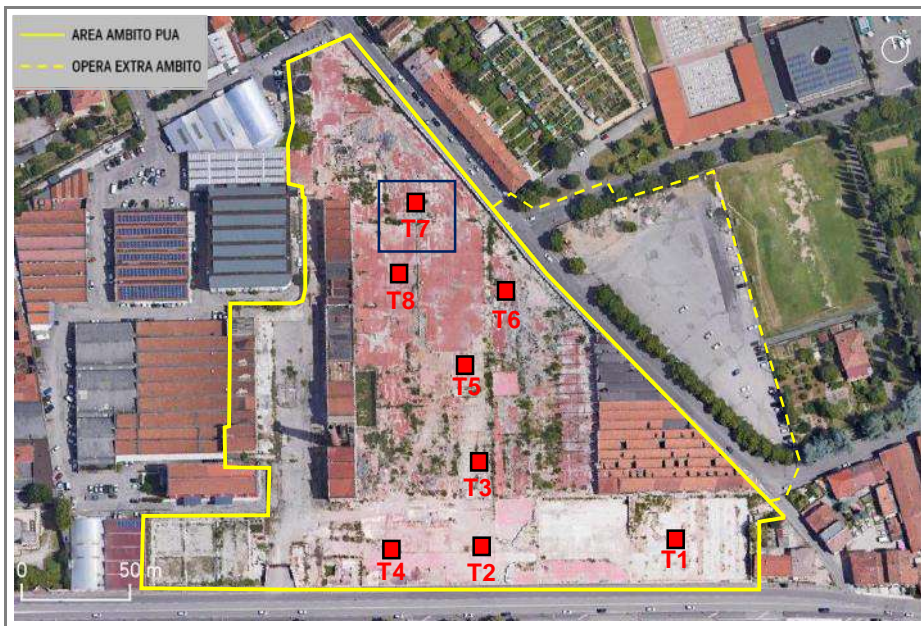 AREA AMBITO PUA
OPERA EXTRA AMBITO
T7
T8
T6
T5
T3
T4
T2
T1
0 50 m